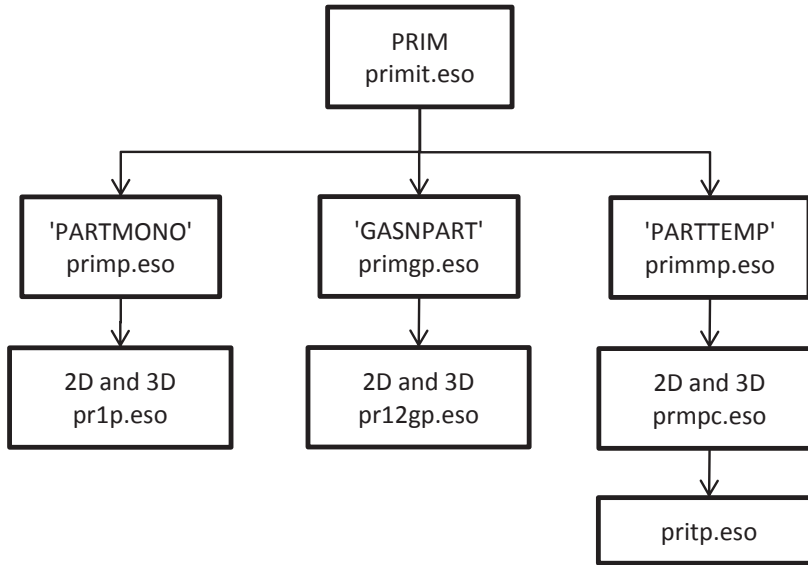 PRIM
primit.eso
'PARTMONO'
primp.eso
'GASNPART'
primgp.eso
'PARTTEMP'
primmp.eso
2D and 3D
pr1p.eso
2D and 3D
pr12gp.eso
2D and 3D
prmpc.eso
pritp.eso